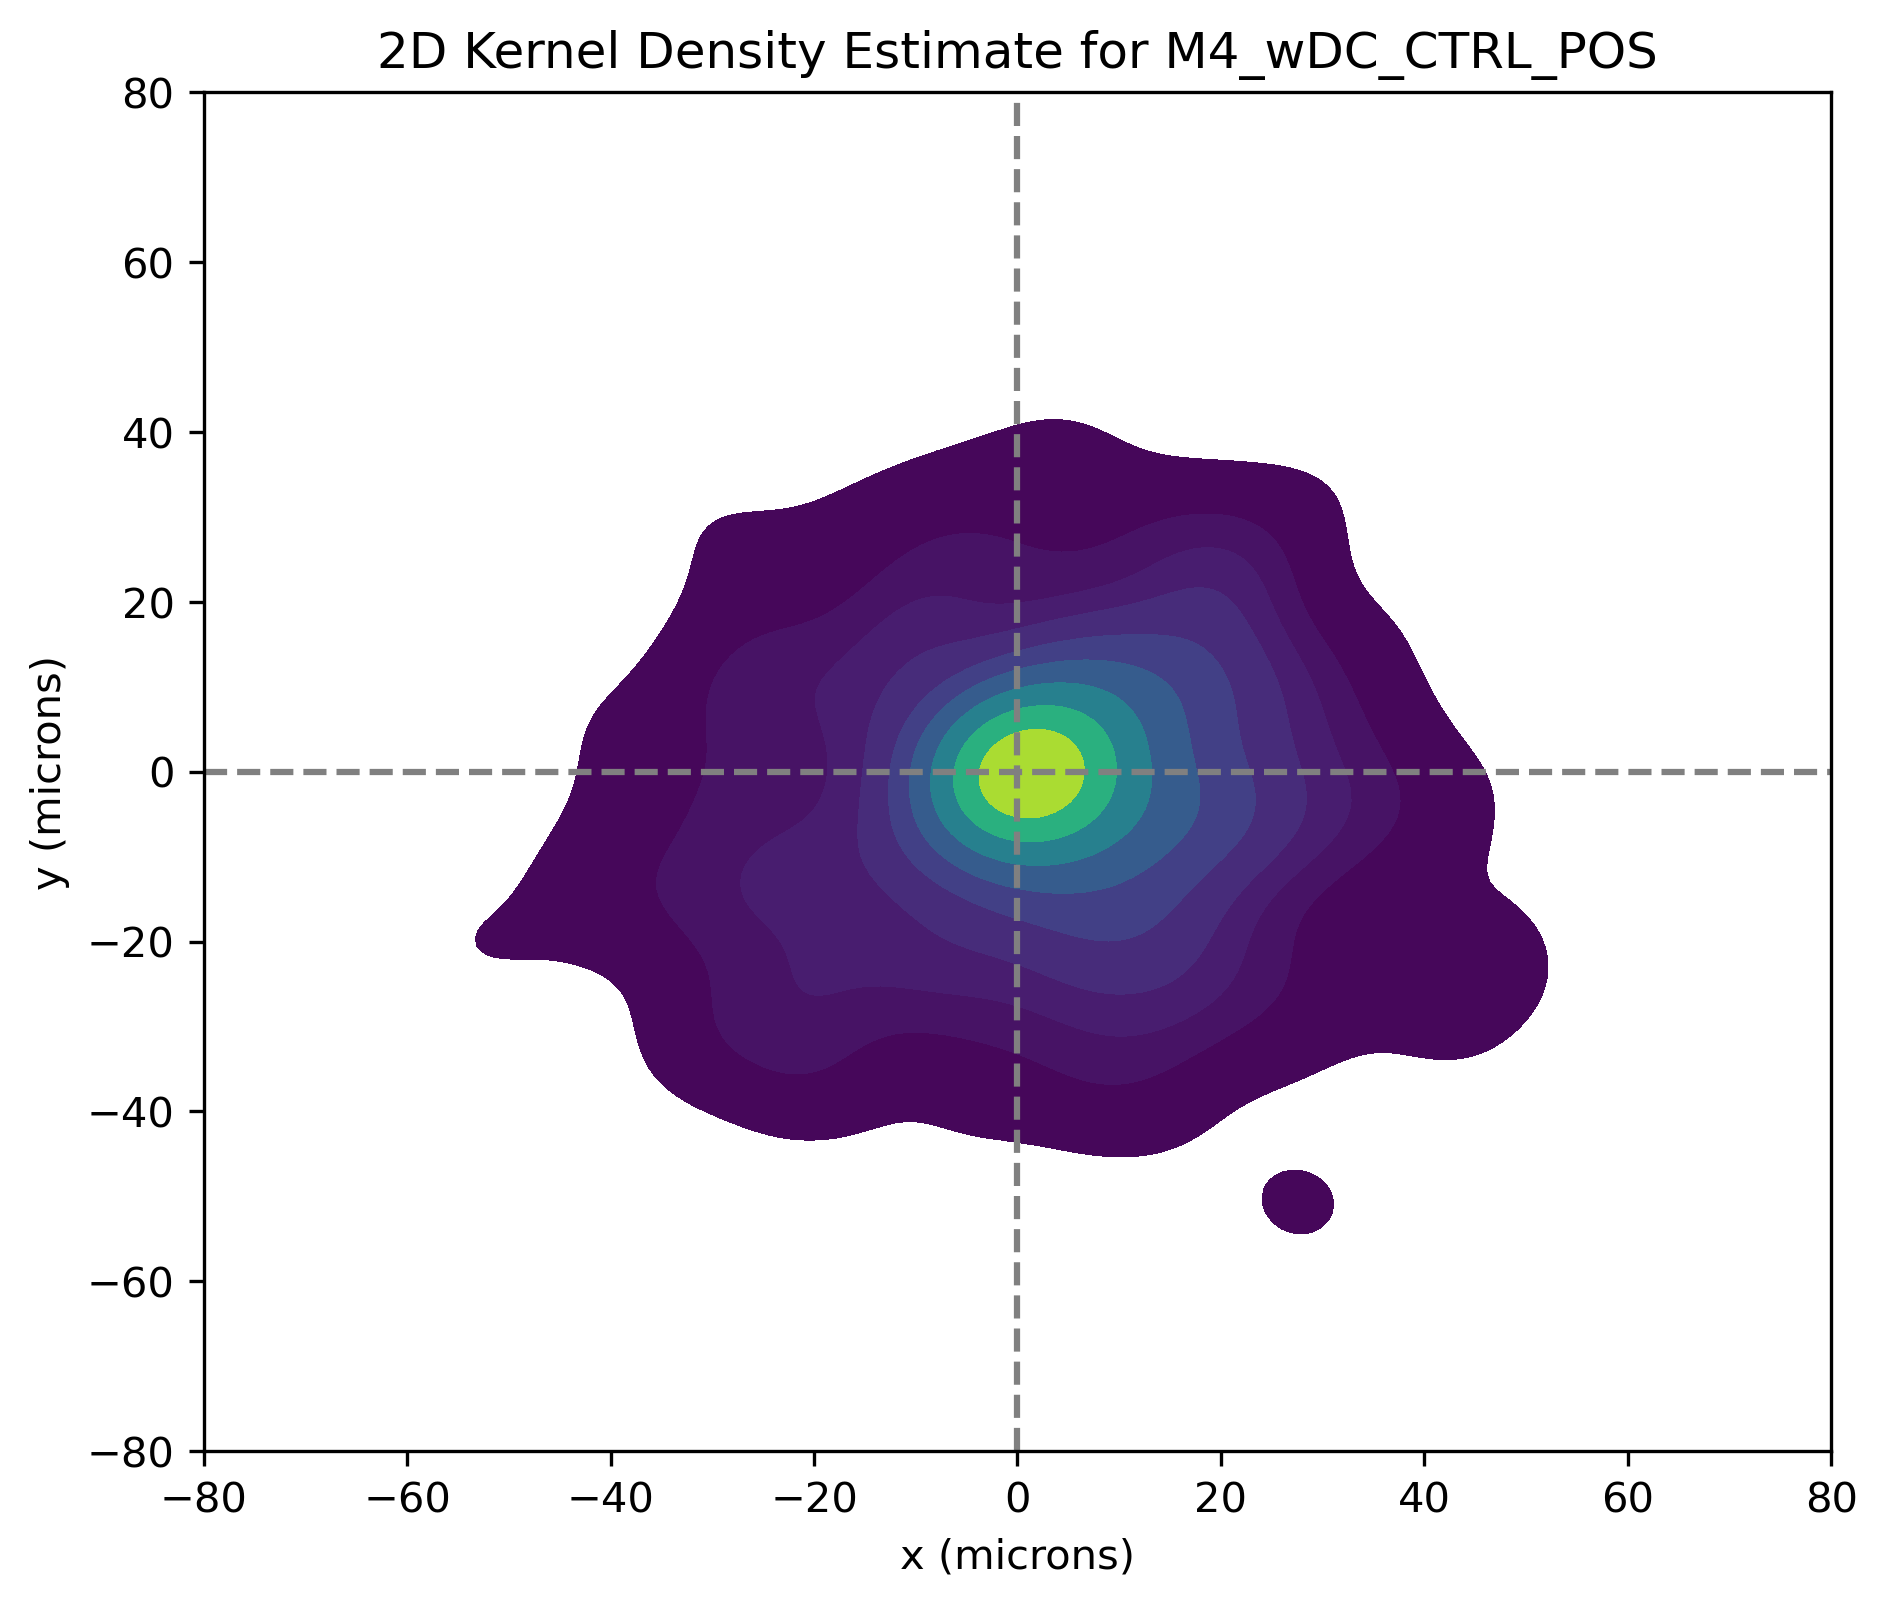 2D Kernel Density Estimate for M4_wDC_CTRL_POS
80
60
40
20
0
−20
−40
−60
−80
y (microns)
−80 −60 −40 −20 0 20 40 60 80
x (microns)